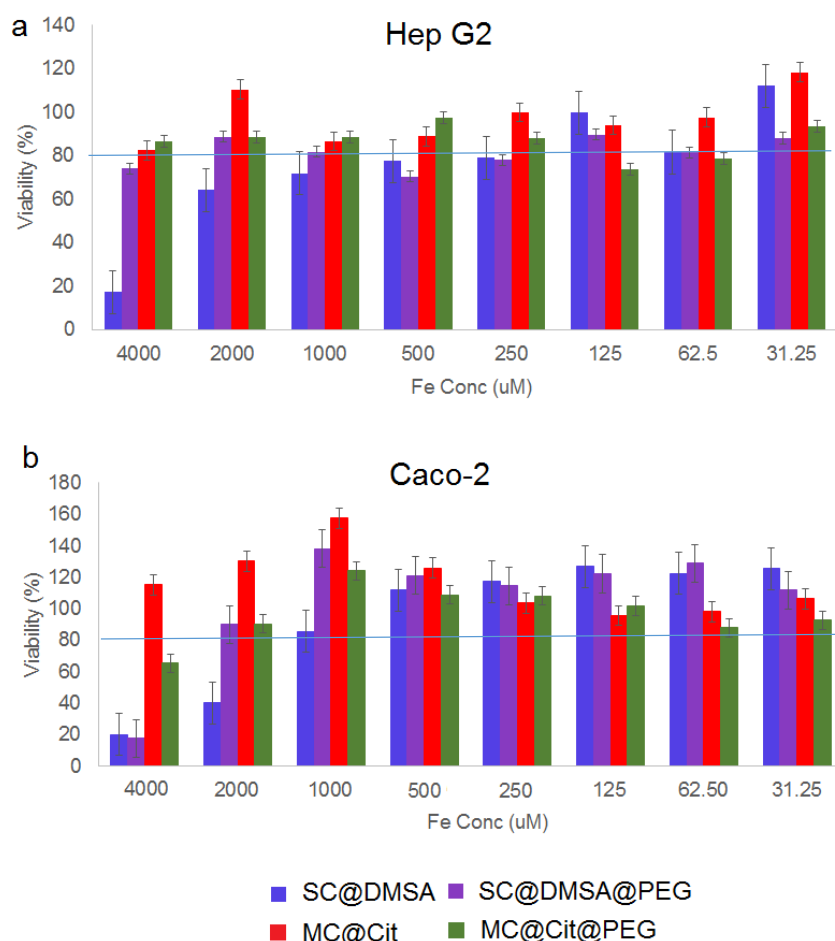 a
Hep G2
140
120
100
80
60
40
20
0
Viability (%)
4000 2000 1000 500 250 125 62.5 31.25
Fe Conc (uM)
b
Caco-2
180
160
140
120
100
80
60
40
20
0
Viability (%)
4000 2000 1000 500 250 125 62.50 31.25
Fe Conc (uM)
SC@DMSA SC@DMSA@PEG
MC@Cit MC@Cit@PEG